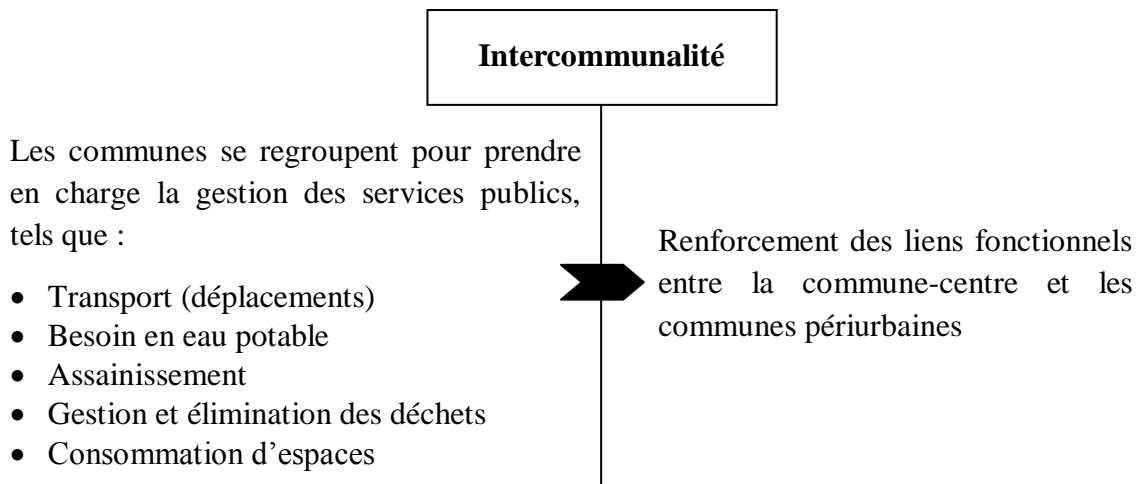 Intercommunalité
Les communes se regroupent pour prendre
en charge la gestion des services publics,
tels que :
• Transport (déplacements)
• Besoin en eau potable
• Assainissement
• Gestion et élimination des déchets
• Consommation d’espaces
Renforcement des liens fonctionnels
entre la commune-centre et les
communes périurbaines